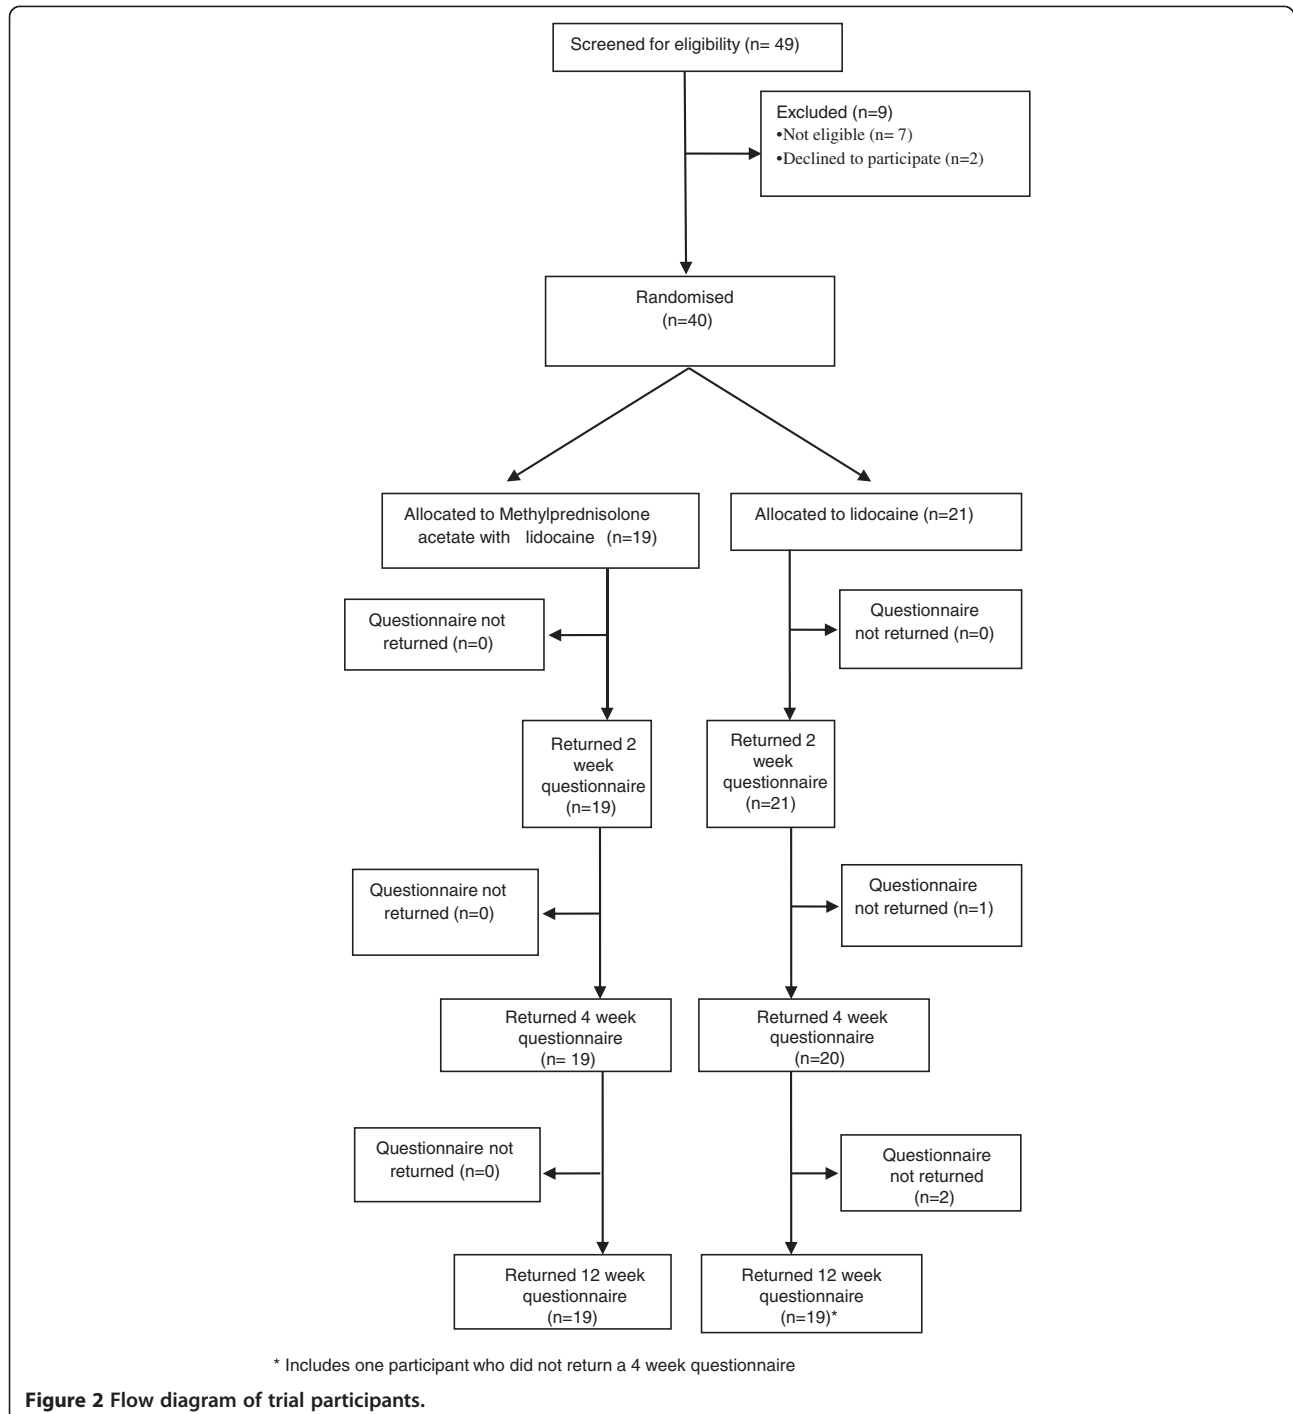 Screened for eligibility (n= 49)
Excluded (n=9)
•Not eligible (n= 7)
•Declined to participate (n=2)
Randomised
(n=40)
Allocated to Methylprednisolone
acetate with lidocaine (n=19)
Allocated to lidocaine (n=21)
Questionnaire not
returned (n=0)
Questionnaire
not returned (n=0)
Returned 2
week
questionnaire
(n=19)
Returned 2
week
questionnaire
(n=21)
Questionnaire not
returned (n=0)
Questionnaire
not returned (n=1)
Returned 4 week
questionnaire
(n= 19)
Returned 4 week
questionnaire
(n=20)
Questionnaire not
returned (n=0)
Questionnaire
not returned
(n=2)
Returned 12 week
questionnaire
(n=19)
Returned 12 week
questionnaire
(n=19)*
* Includes one participant who did not return a 4 week questionnaire
Figure 2 Flow diagram of trial participants.